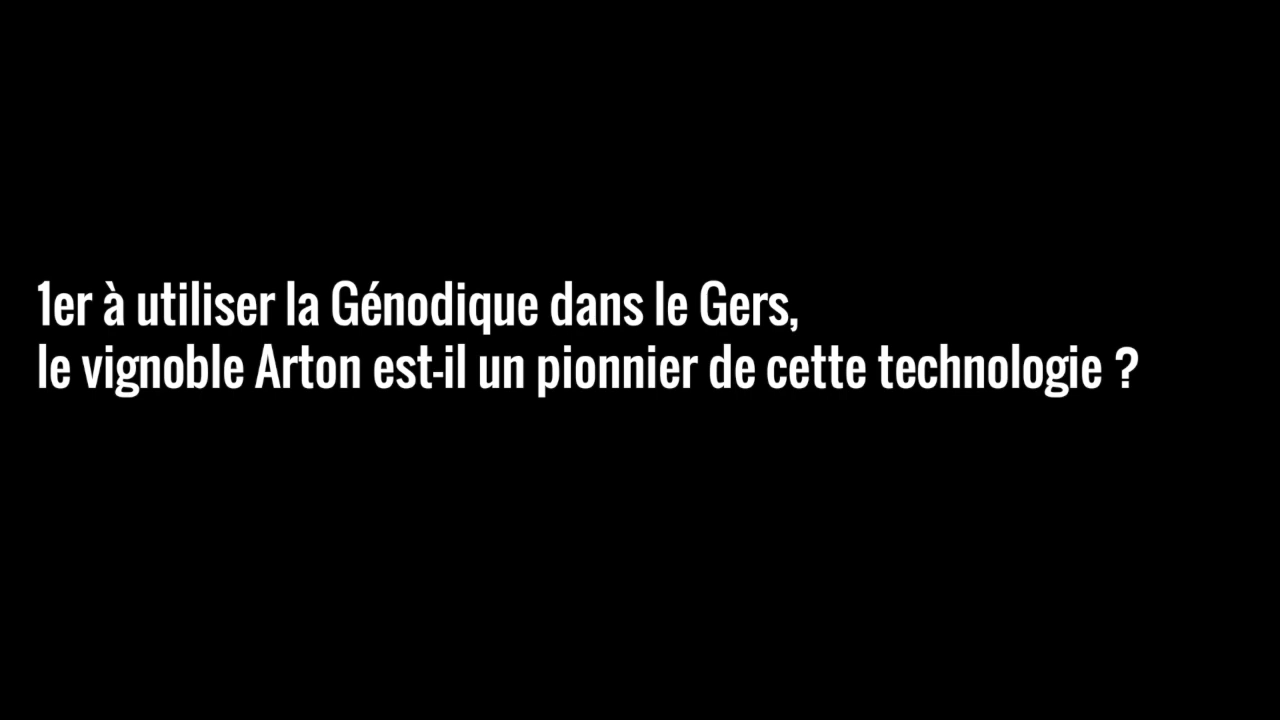 1er à utiliser la Génodique dans le Gers,
le vignoble Arton est-il un pionnier de cette technologie ?